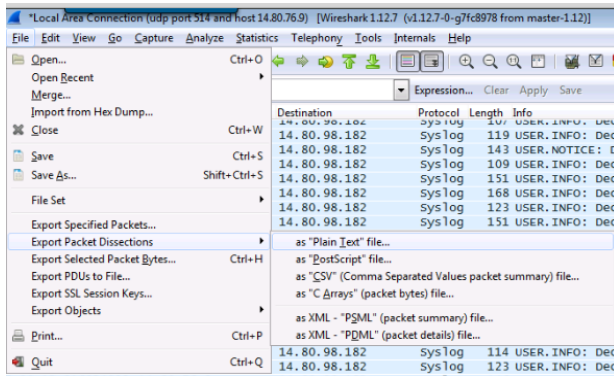 *Local Area Connection (udp port 514 and host 14.80.76.9) [Wireshark 1.12.7 (v1.12.7-0-g7fc8978 from master-1.12)]
File Edit View Go Capture Analyze Statistics Telephony Tools Internals Help
Open... Ctrl+O
Open Recent
Merge...
Import from Hex Dump...
Close Ctrl+W
Save Ctrl+S
Save As... Shift+Ctrl+S
File Set
Export Specified Packets...
Export Packet Dissections
Export Selected Packet Bytes... Ctrl+H
Export PDUs to File...
Export SSL Session Keys...
Export Objects
Print... Ctrl+P
Quit Ctrl+Q
Expression... Clear Apply Save
Destination Protocol Length Info
14.80.98.182 Syslog 107 USER.INFO: Dec
14.80.98.182 Syslog 119 USER.INFO: Dec
14.80.98.182 Syslog 143 USER.NOTICE: D
14.80.98.182 Syslog 109 USER.INFO: Dec
14.80.98.182 Syslog 151 USER.INFO: Dec
14.80.98.182 Syslog 168 USER.INFO: Dec
14.80.98.182 Syslog 123 USER.INFO: Dec
14.80.98.182 Syslog 151 USER.INFO: Dec
as "Plain Text" file...
as "PostScript" file...
as "CSV" (Comma Separated Values packet summary) file...
as "C Arrays" (packet bytes) file...
as XML - "PSML" (packet summary) file...
as XML - "PDML" (packet details) file...
14.80.98.182 Syslog 114 USER.INFO: Dec
14.80.98.182 Syslog 123 USER.INFO: Dec